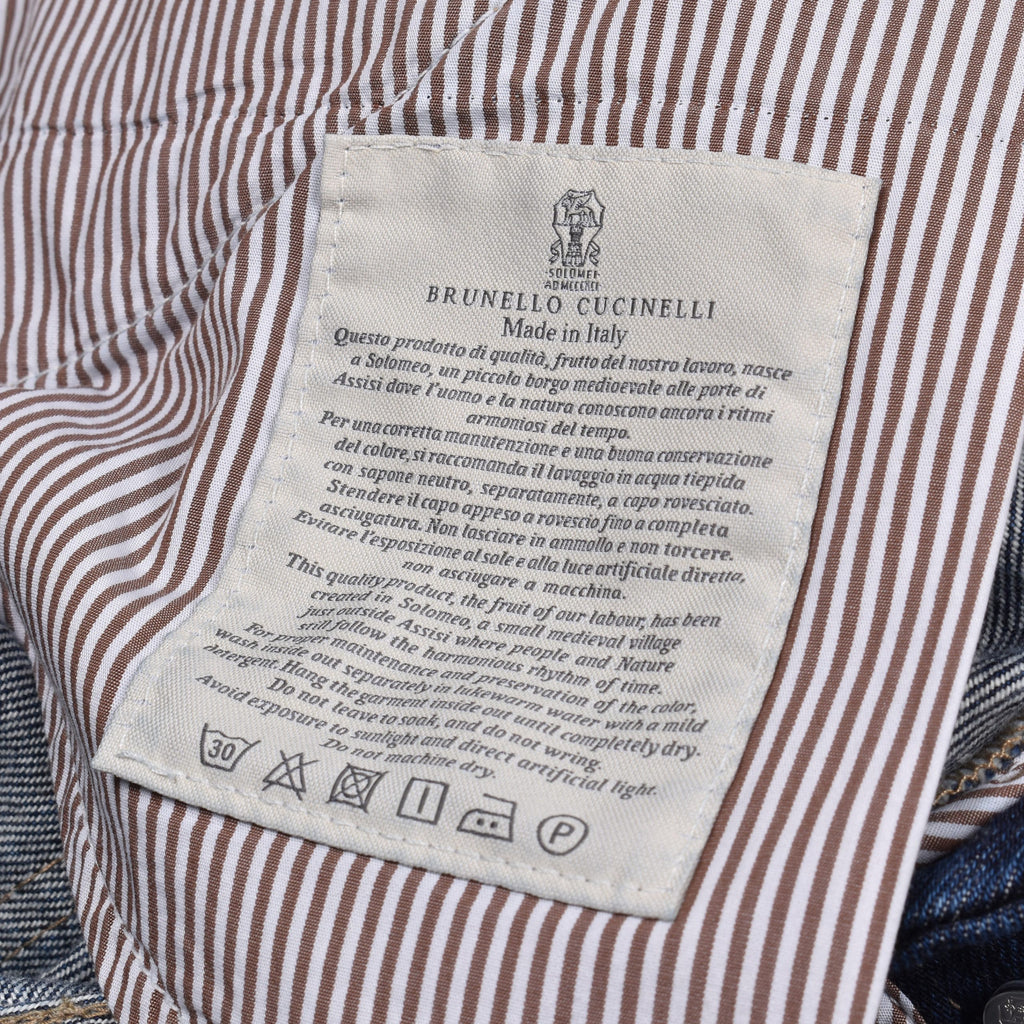 SOLOMEI
BRUNELLO CUCINELLI
Made in Italy
Questo prodotto di qualità, frutto del nostro lavoro, nasce
a Solomeo, un piccolo borgo medioevale alle porte di
Assisi dove l'uomo e la natura conoscono ancora i ritmi
armoniosi del tempo.
Per una corretta manutenzione e una buona conservazione
del colore, si raccomanda il lavaggio in acqua tiepida
con sapone neutro, separatamente, a capo rovesciato.
Stendere il capo appeso a rovescio fino a completa
asciugatura. Non lasciare in ammollo e non torcere.
Evitare l'esposizione al sole e alla luce artificiale diretta,
non asciugare a macchina.
This quality product, the fruit of our labour, has been
created in Solomeo, a small medieval village
just outside Assisi where people and Nature
still follow the harmonious rhythm of time.
For proper maintenance and preservation of the color,
wash inside out separately in lukewarm water with a mild
detergent. Hang the garment inside out until completely dry.
Do not leave to soak, and do not wring.
Avoid exposure to sunlight and direct artificial light.
Do not machine dry.
30 P